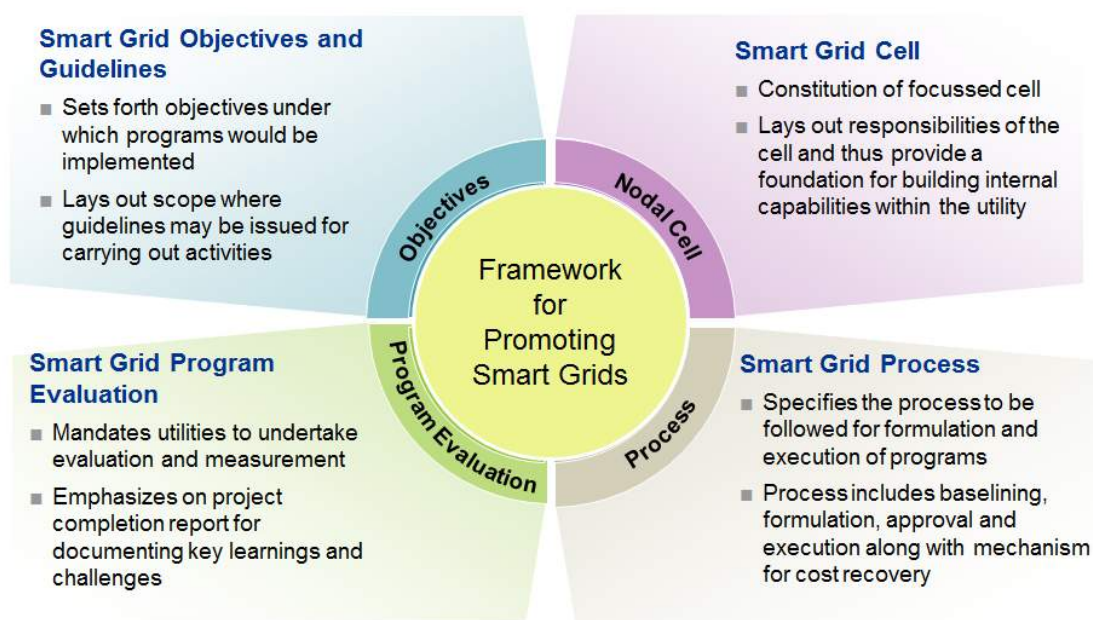 Smart Grid Objectives and
Guidelines
■ Sets forth objectives under
which programs would be
implemented
■ Lays out scope where
guidelines may be issued for
carrying out activities
Smart Grid Cell
■ Constitution of focussed cell
■ Lays out responsibilities of the
cell and thus provide a
foundation for building internal
capabilities within the utility
Objectives
Nodal Cell
Framework
for
Promoting
Smart Grids
Program Evaluation
Process
Smart Grid Program
Evaluation
■ Mandates utilities to undertake
evaluation and measurement
■ Emphasizes on project
completion report for
documenting key learnings and
challenges
Smart Grid Process
■ Specifies the process to be
followed for formulation and
execution of programs
■ Process includes baselining,
formulation, approval and
execution along with mechanism
for cost recovery